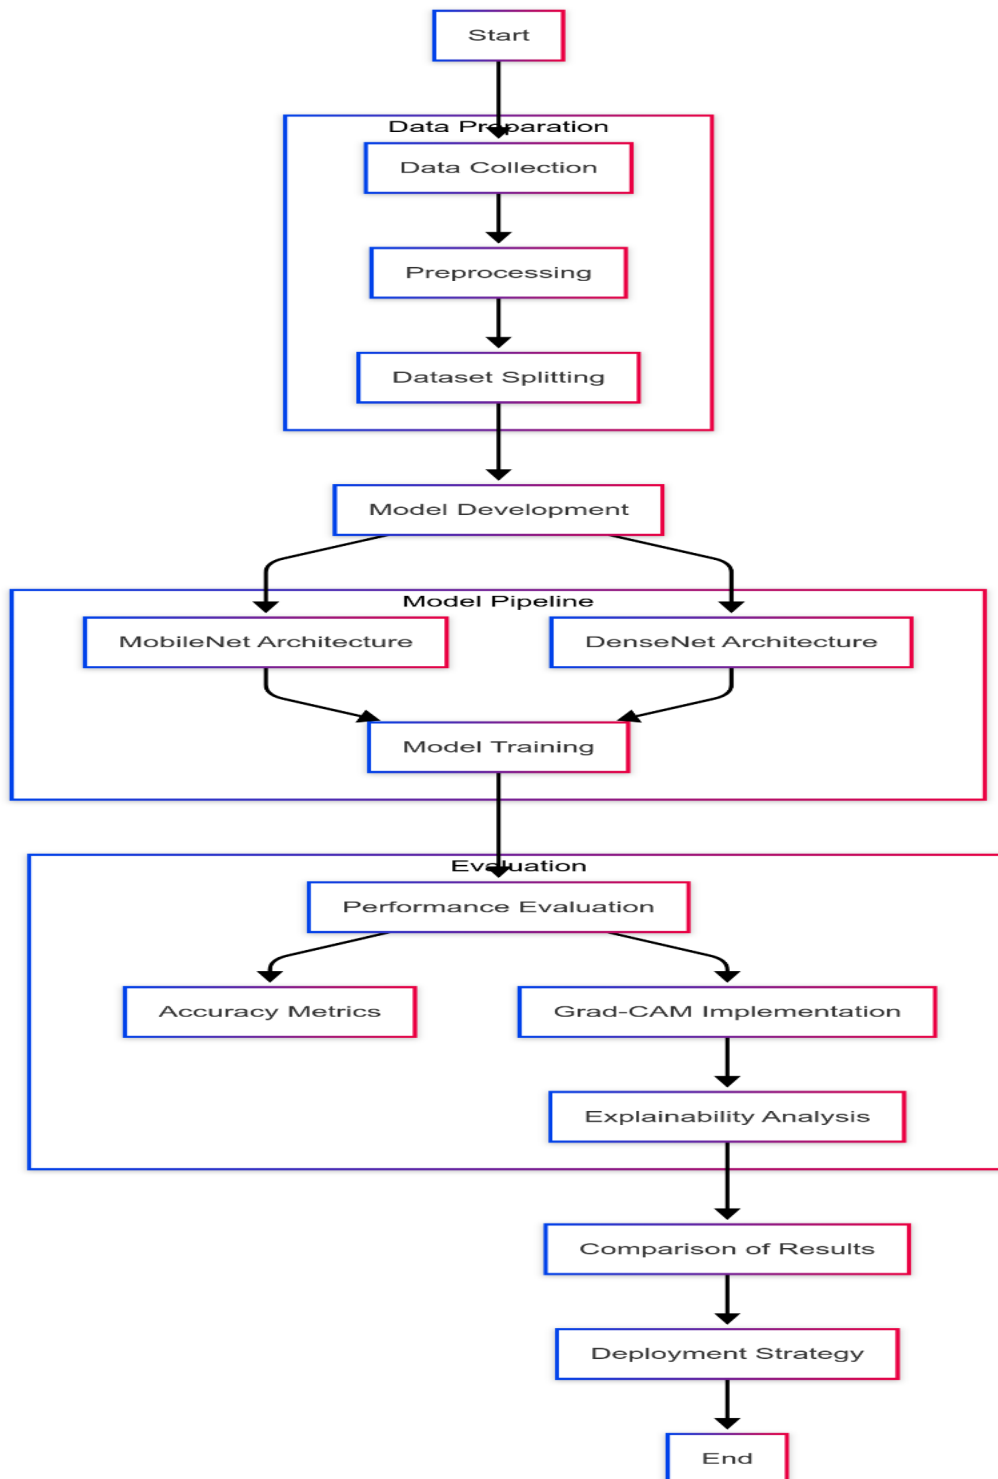 Start
Data Preparation
Data Collection
Preprocessing
Dataset Splitting
Model Development
Model Pipeline
MobileNet Architecture
DenseNet Architecture
Model Training
Evaluation
Performance Evaluation
Accuracy Metrics
Grad-CAM Implementation
Explainability Analysis
Comparison of Results
Deployment Strategy
End